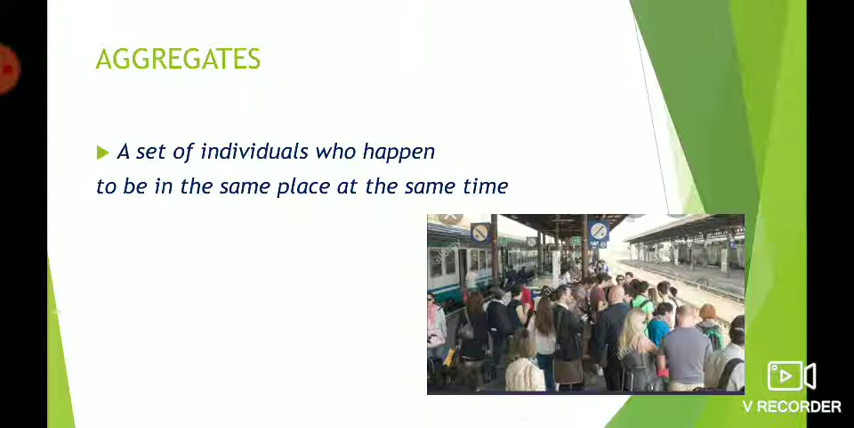 AGGREGATES
A set of individuals who happen
to be in the same place at the same time
V RECORDER